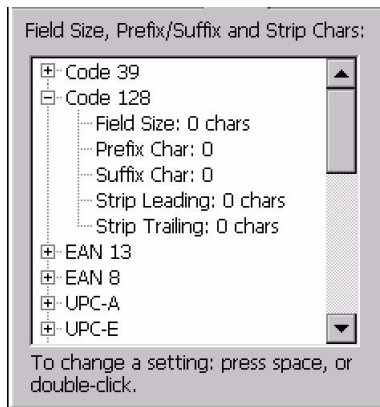 Field Size, Prefix/Suffix and Strip Chars:
Code 39
Code 128
Field Size: 0 chars
Prefix Char: 0
Suffix Char: 0
Strip Leading: 0 chars
Strip Trailing: 0 chars
EAN 13
EAN 8
UPC-A
UPC-E
To change a setting: press space, or
double-click.